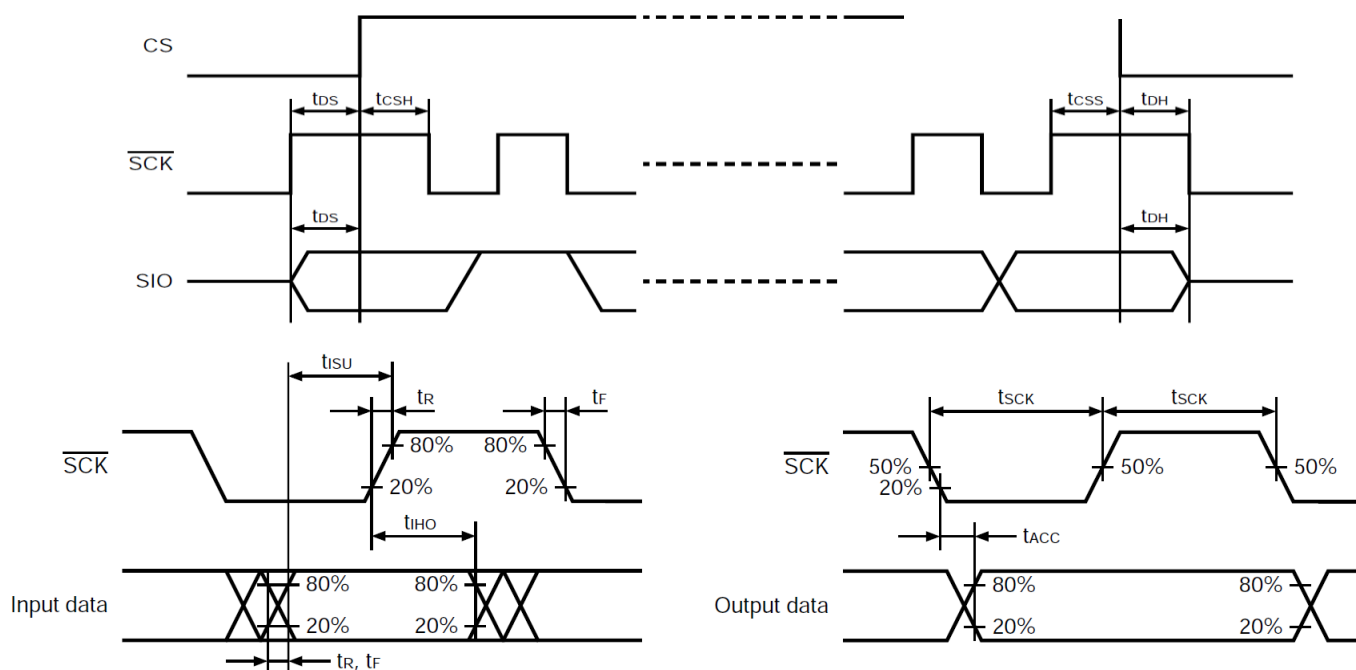 CS
tDS tCSH tCSS tDH
SCK
tDS tDH
SIO
tISU
tR tF tSCK tSCK
SCK 80% 80% SCK 50% 50% 50%
20% 20% 20%
tIHO
tACC
Input data 80% 80% Output data 80% 80%
20% 20% 20% 20%
tR, tF